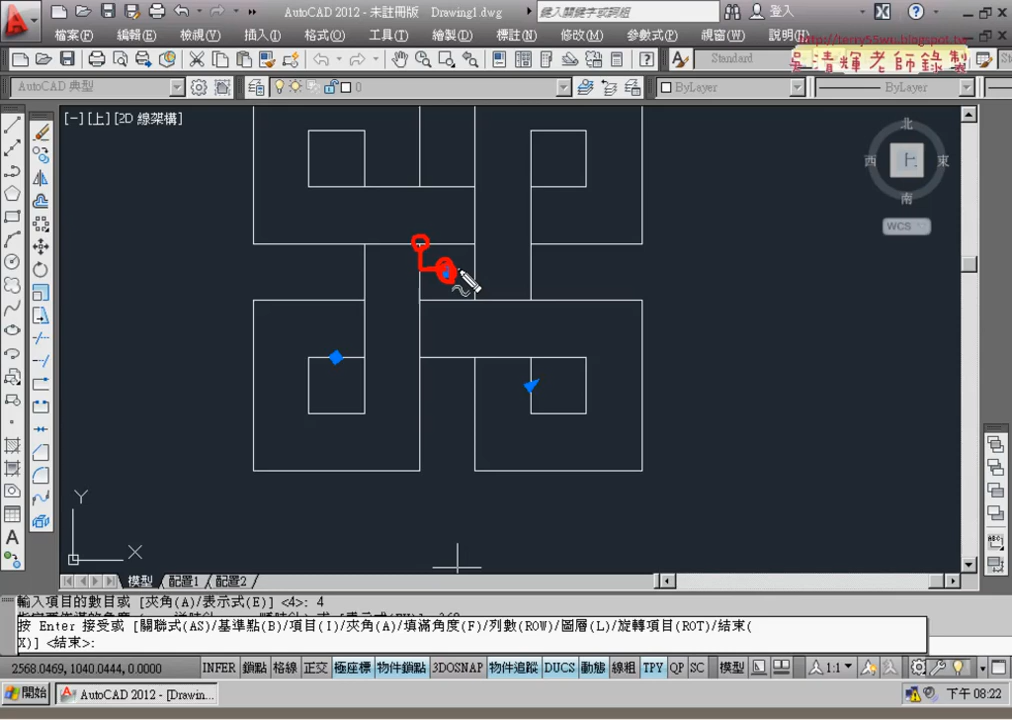 AutoCAD 2012 - 未註冊版 Drawing1.dwg
鍵入關鍵字或詞組
登入
檔案(F) 編輯(E) 檢視(V) 插入(I) 格式(O) 工具(T) 繪製(D) 標註(N) 修改(M) 參數式(P) 視窗(W) 說明(H)
http://terry55wu.blogspot.tw
吳清輝老師錄製
Standard
AutoCAD 典型
0
ByLayer
ByLayer
[−] [上] [2D 線架構]
北
西 上 東
南
WCS
Y
X
模型 配置1 配置2
輸入項目的數目或 [夾角(A)/表示式(E)] <4>: 4
按 Enter 接受或 [關聯式(AS)/基準點(B)/項目(I)/夾角(A)/填滿角度(F)/列數(ROW)/圖層(L)/旋轉項目(ROT)/結束(
X)] <結束>:
2568.0469, 1040.0444, 0.0000 INFER 鎖點 格線 正交 極座標 物件鎖點 3DOSNAP 物件追蹤 DUCS 動態 線粗 TPY QP SC 模型 1:1
開始 AutoCAD 2012 - [Drawin... 下午 08:22